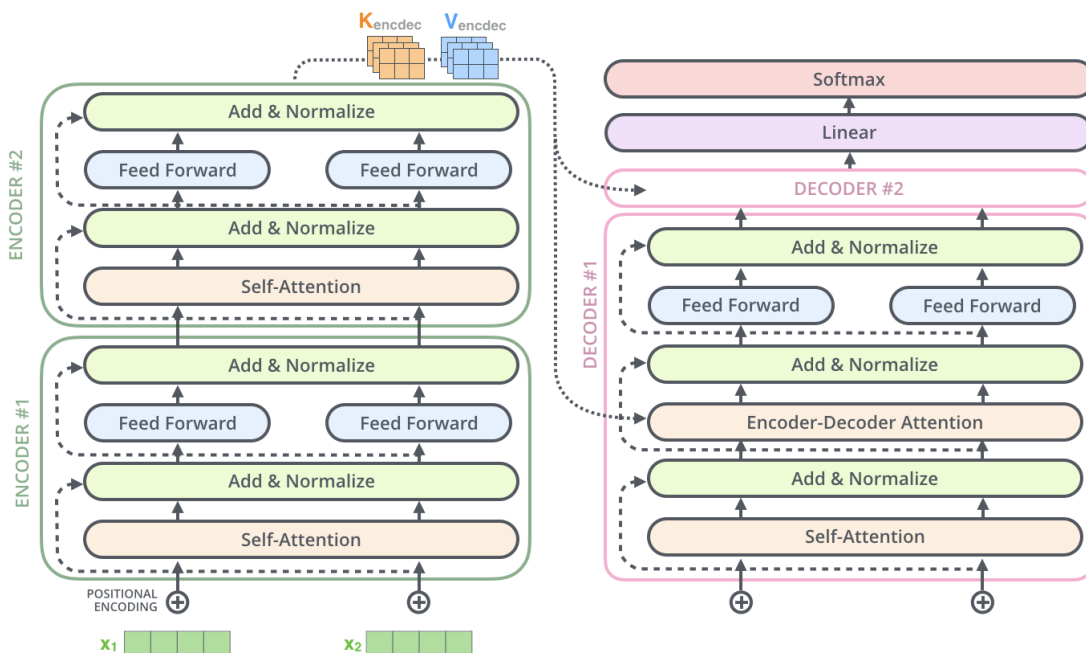 K encdec
V encdec
ENCODER #2
Add & Normalize
Feed Forward
Feed Forward
Add & Normalize
Self-Attention
ENCODER #1
Add & Normalize
Feed Forward
Feed Forward
Add & Normalize
Self-Attention
POSITIONAL
ENCODING
x1
x2
Softmax
Linear
DECODER #2
DECODER #1
Add & Normalize
Feed Forward
Feed Forward
Add & Normalize
Encoder-Decoder Attention
Add & Normalize
Self-Attention